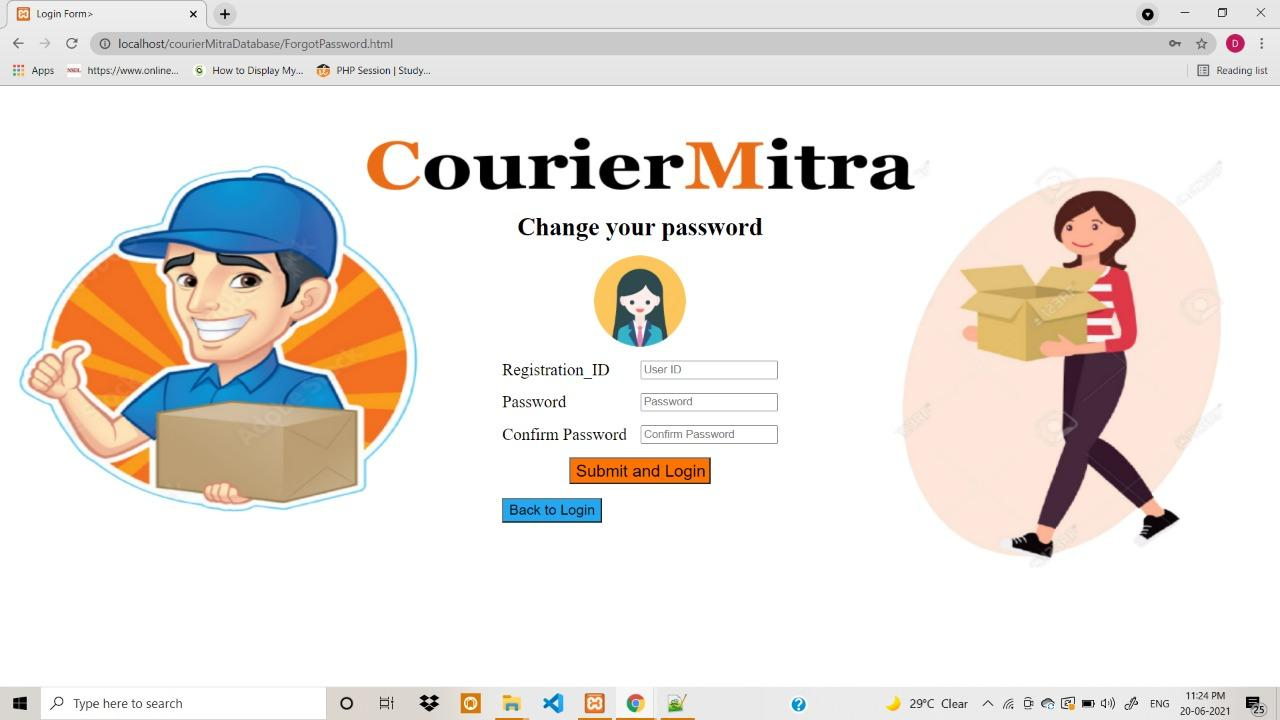 Login Form>
localhost/courierMitraDatabase/ForgotPassword.html
D
Apps
NSDL
https://www.online...
How to Display My...
PHP Session | Study...
Reading list
CourierMitra
Change your password
Registration_ID
User ID
Password
Password
Confirm Password
Confirm Password
Submit and Login
Back to Login
Type here to search
29°C Clear
ENG
11:24 PM
20-06-2021
25